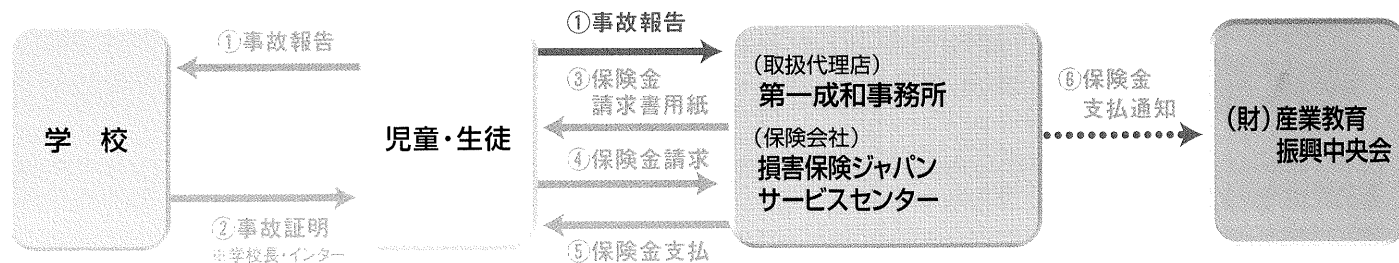 学 校
①事故報告
②事故証明
※学校長・インター
児童・生徒
①事故報告
③保険金
請求書用紙
④保険金請求
⑤保険金支払
(取扱代理店)
第一成和事務所
(保険会社)
損害保険ジャパン
サービスセンター
⑥保険金
支払通知
(財)産業教育
振興中央会